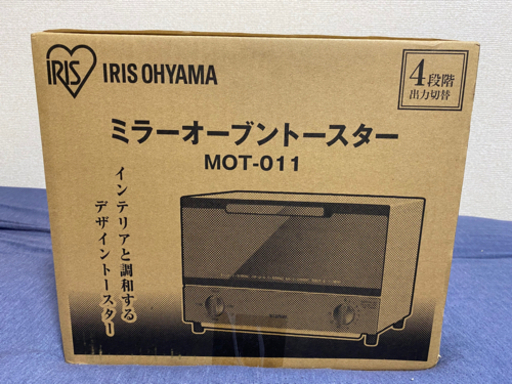 IRIS
IRIS OHYAMA
4段階
出力切替
ミラーオーブントースター
MOT-011
インテリアと調和する
デザイントースター